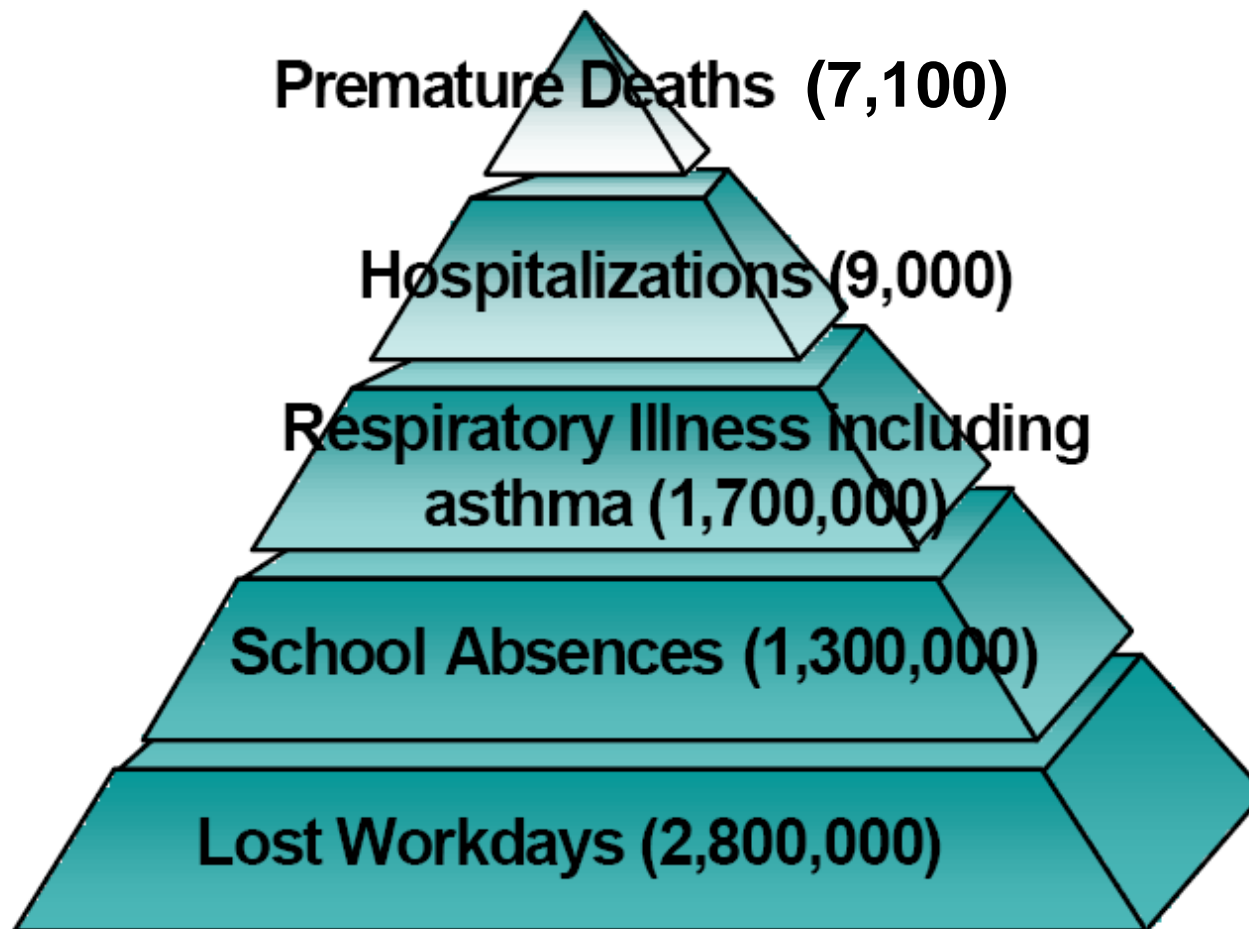 Premature Deaths (7,100)
Hospitalizations (9,000)
Respiratory Illness including
asthma (1,700,000)
School Absences (1,300,000)
Lost Workdays (2,800,000)